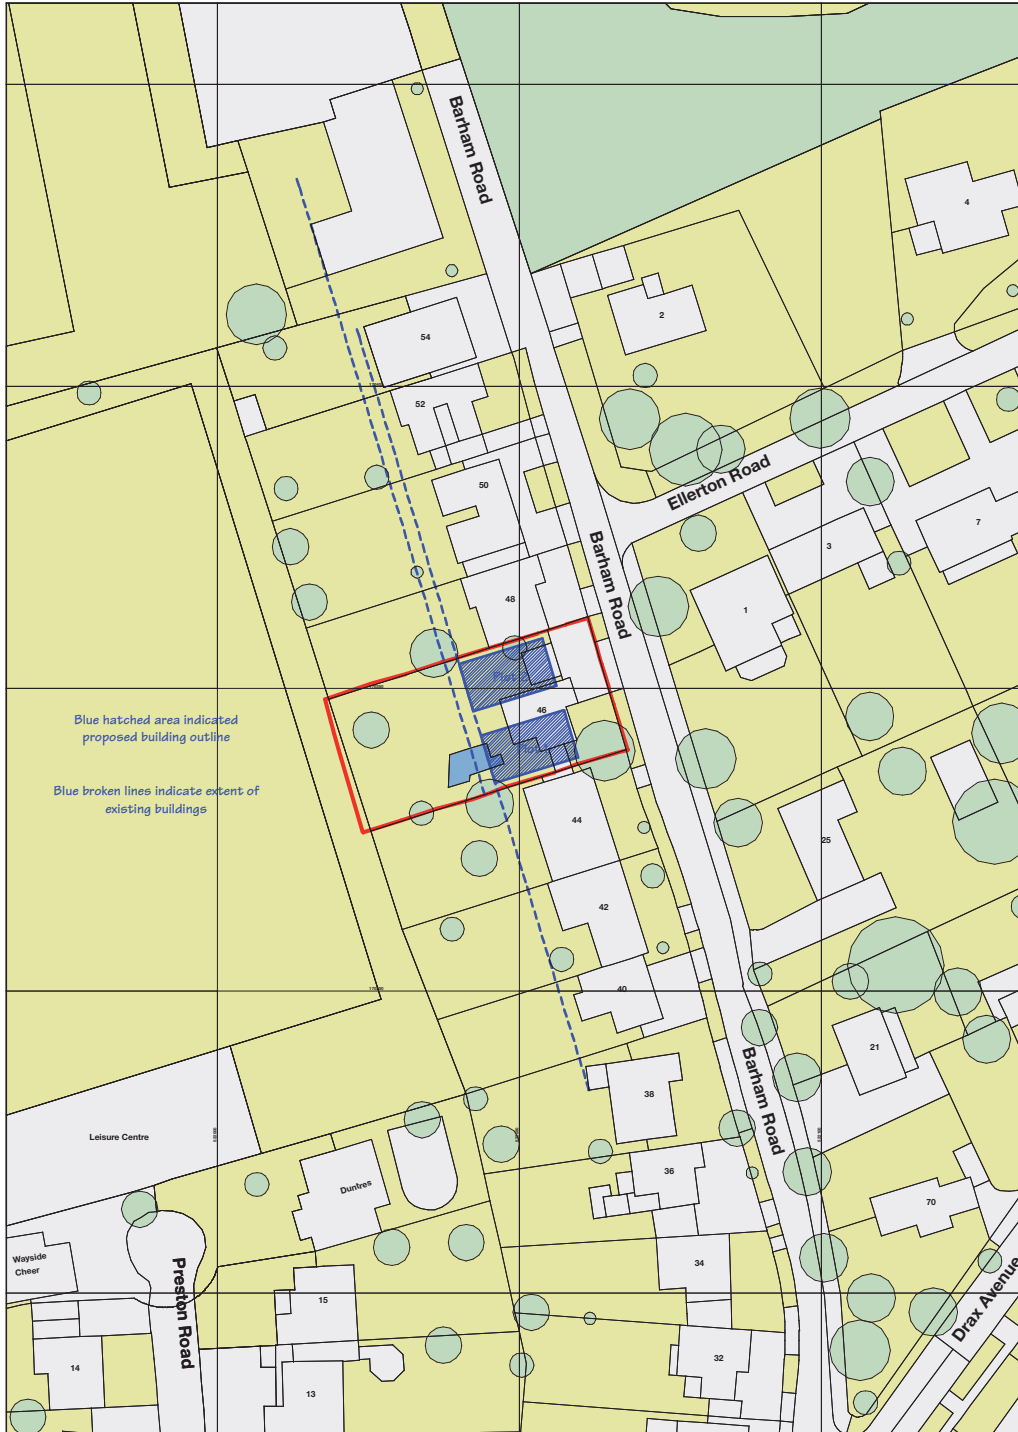 Barham Road
4
2
54
52
50
Ellerton Road
7
3
Barham Road
48
1
Plot
46
Blue hatched area indicated
proposed building outline
Blue broken lines indicate extent of
existing buildings
44
25
42
40
21
Barham Road
38
Leisure Centre
36
Duntres
70
Wayside
Cheer
34
Preston Road
15
Drax Avenue
32
14
13